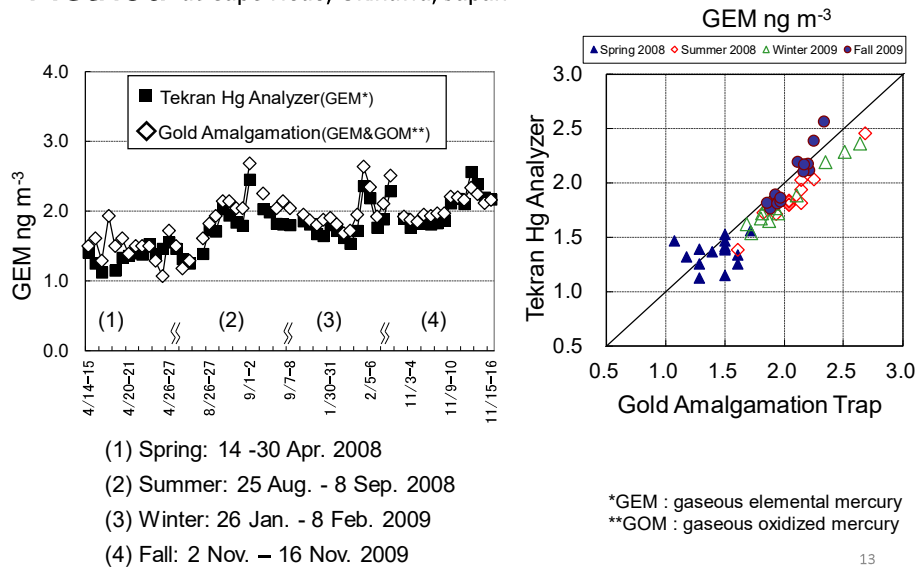 at Cape Hedo, Okinawa, Japan
GEM ng m-3
4.0
3.0
2.0
1.0
0.0
GEM ng m-3
Tekran Hg Analyzer(GEM*)
Gold Amalgamation(GEM&GOM**)
(1)
(2)
(3)
(4)
4/14-15
4/20-21
4/26-27
8/26-27
9/1-2
9/7-8
1/30-31
2/5-6
11/3-4
11/9-10
11/15-16
Spring 2008
Summer 2008
Winter 2009
Fall 2009
3.0
2.5
2.0
1.5
1.0
0.5
Tekran Hg Analyzer
0.5
1.0
1.5
2.0
2.5
3.0
Gold Amalgamation Trap
(1) Spring: 14 -30 Apr. 2008
(2) Summer: 25 Aug. - 8 Sep. 2008
(3) Winter: 26 Jan. - 8 Feb. 2009
(4) Fall: 2 Nov. – 16 Nov. 2009
*GEM : gaseous elemental mercury
**GOM : gaseous oxidized mercury
13